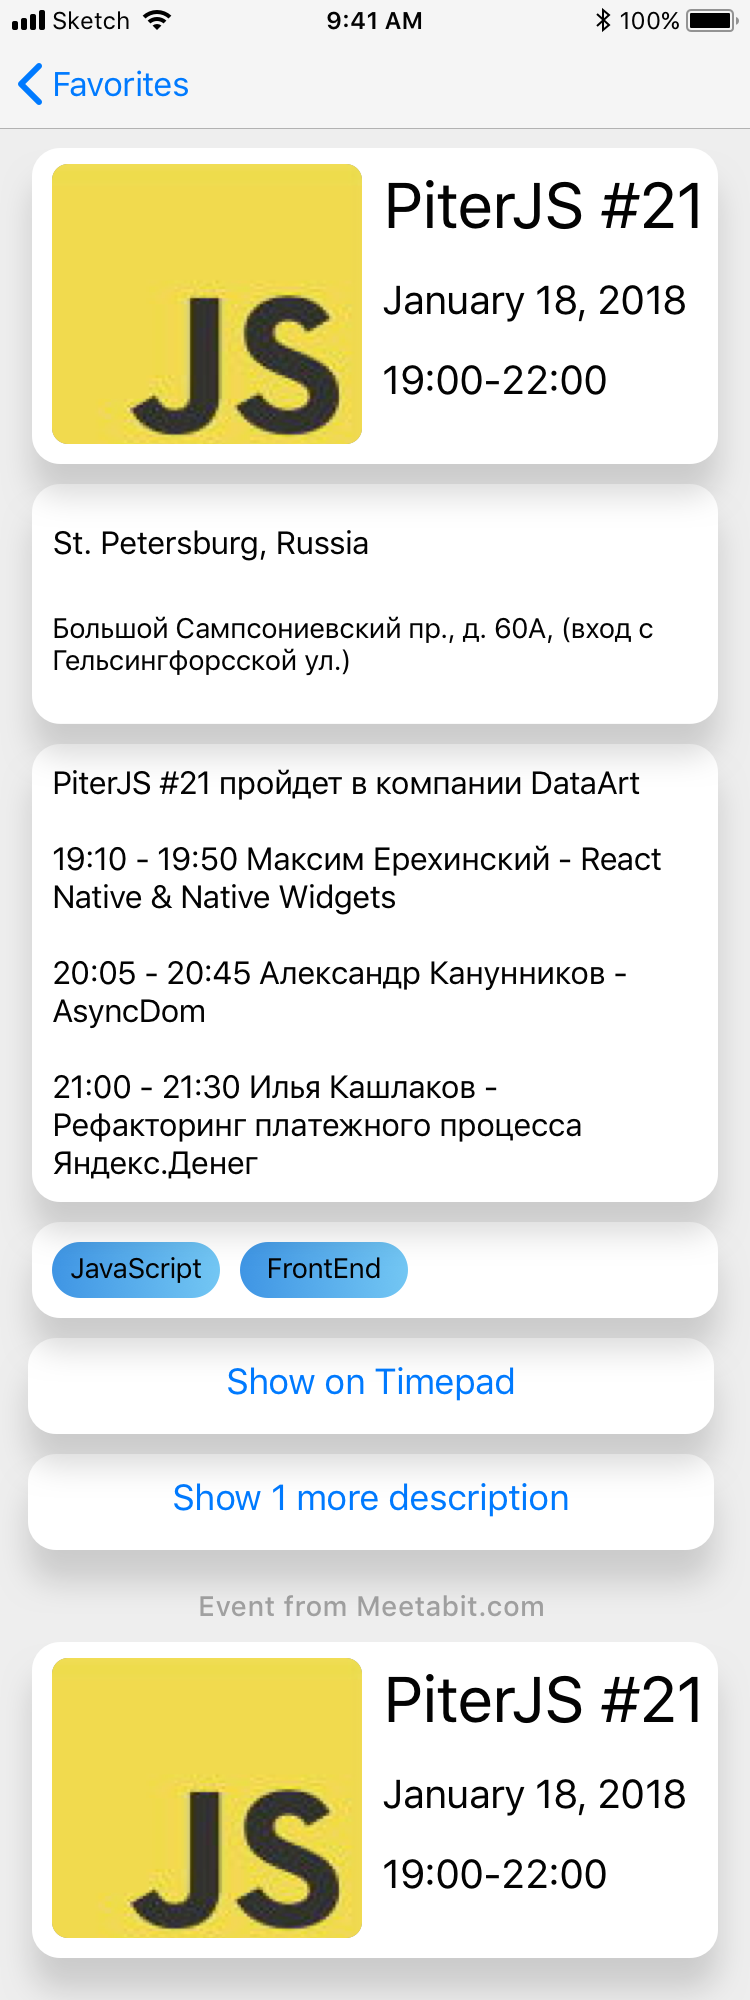 Sketch 9:41 AM 100%
Favorites
JS
PiterJS #21
January 18, 2018
19:00-22:00
St. Petersburg, Russia
Большой Сампсониевский пр., д. 60А, (вход с
Гельсингфорсской ул.)
PiterJS #21 пройдет в компании DataArt
19:10 - 19:50 Максим Ерехинский - React
Native & Native Widgets
20:05 - 20:45 Александр Канунников -
AsyncDom
21:00 - 21:30 Илья Кашлаков -
Рефакторинг платежного процесса
Яндекс.Денег
JavaScript FrontEnd
Show on Timepad
Show 1 more description
Event from Meetabit.com
JS
PiterJS #21
January 18, 2018
19:00-22:00